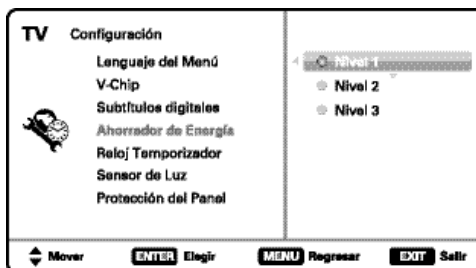 TV Configuración
Lenguaje del Menú
V-Chip
Subtítulos digitales
Ahorrador de Energía
Reloj Temporizador
Sensor de Luz
Protección del Panel
Nivel 1
Nivel 2
Nivel 3
Mover ENTER Elegir MENU Regresar EXIT Salir